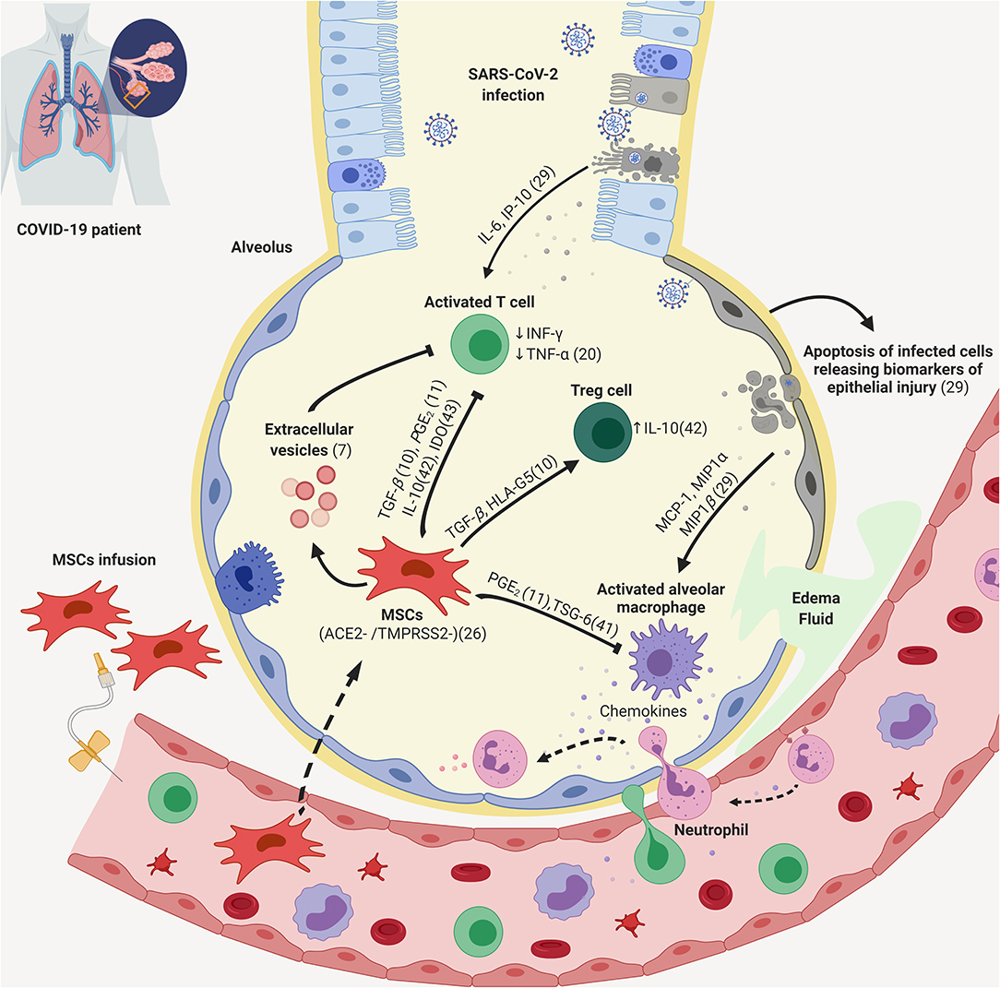 SARS-CoV-2
infection
COVID-19 patient
IL-6, IP-10 (29)
Alveolus
Activated T cell
↓INF-γ
↓TNF-α (20)
Apoptosis of infected cells
releasing biomarkers of
epithelial injury (29)
Treg cell
↑IL-10(42)
Extracellular
vesicles (7)
TGF-β (10), PGE₂ (11)
IL-10(42), IDO(43)
TGF-β, HLA-G5(10)
MCP-1, MIP1α
MIP1β (29)
MSCs infusion
MSCs
(ACE2- /TMPRSS2-)(26)
PGE₂ (11),TSG-6(41)
Activated alveolar
macrophage
Edema
Fluid
Chemokines
Neutrophil